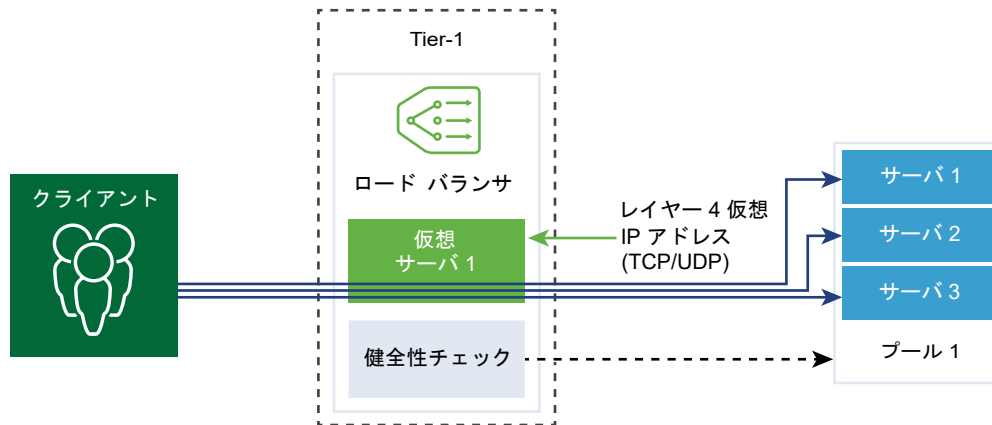 Tier-1
ロード バランサ
クライアント
仮想
サーバ 1
レイヤー 4 仮想
IP アドレス
(TCP/UDP)
健全性チェック
サーバ 1
サーバ 2
サーバ 3
プール 1